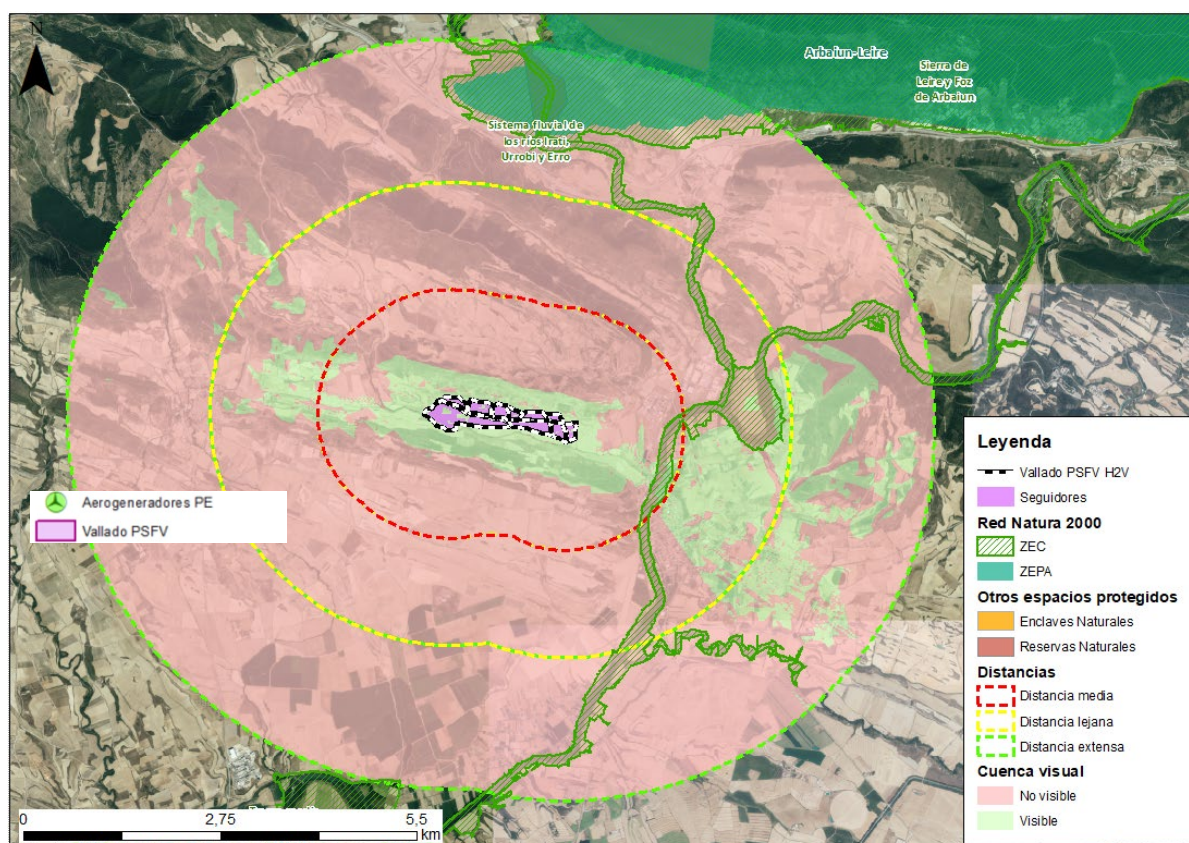 N
Arbaiun-Leire
Sierra de
Leire y Foz
de Arbaiun
Sistema fluvial de
los ríos Irati,
Urrobi y Erro
Aerogeneradores PE
Vallado PSFV
0
2,75
5,5
km
Leyenda
Vallado PSFV H2V
Seguidores
Red Natura 2000
ZEC
ZEPA
Otros espacios protegidos
Enclaves Naturales
Reservas Naturales
Distancias
Distancia media
Distancia lejana
Distancia extensa
Cuenca visual
No visible
Visible